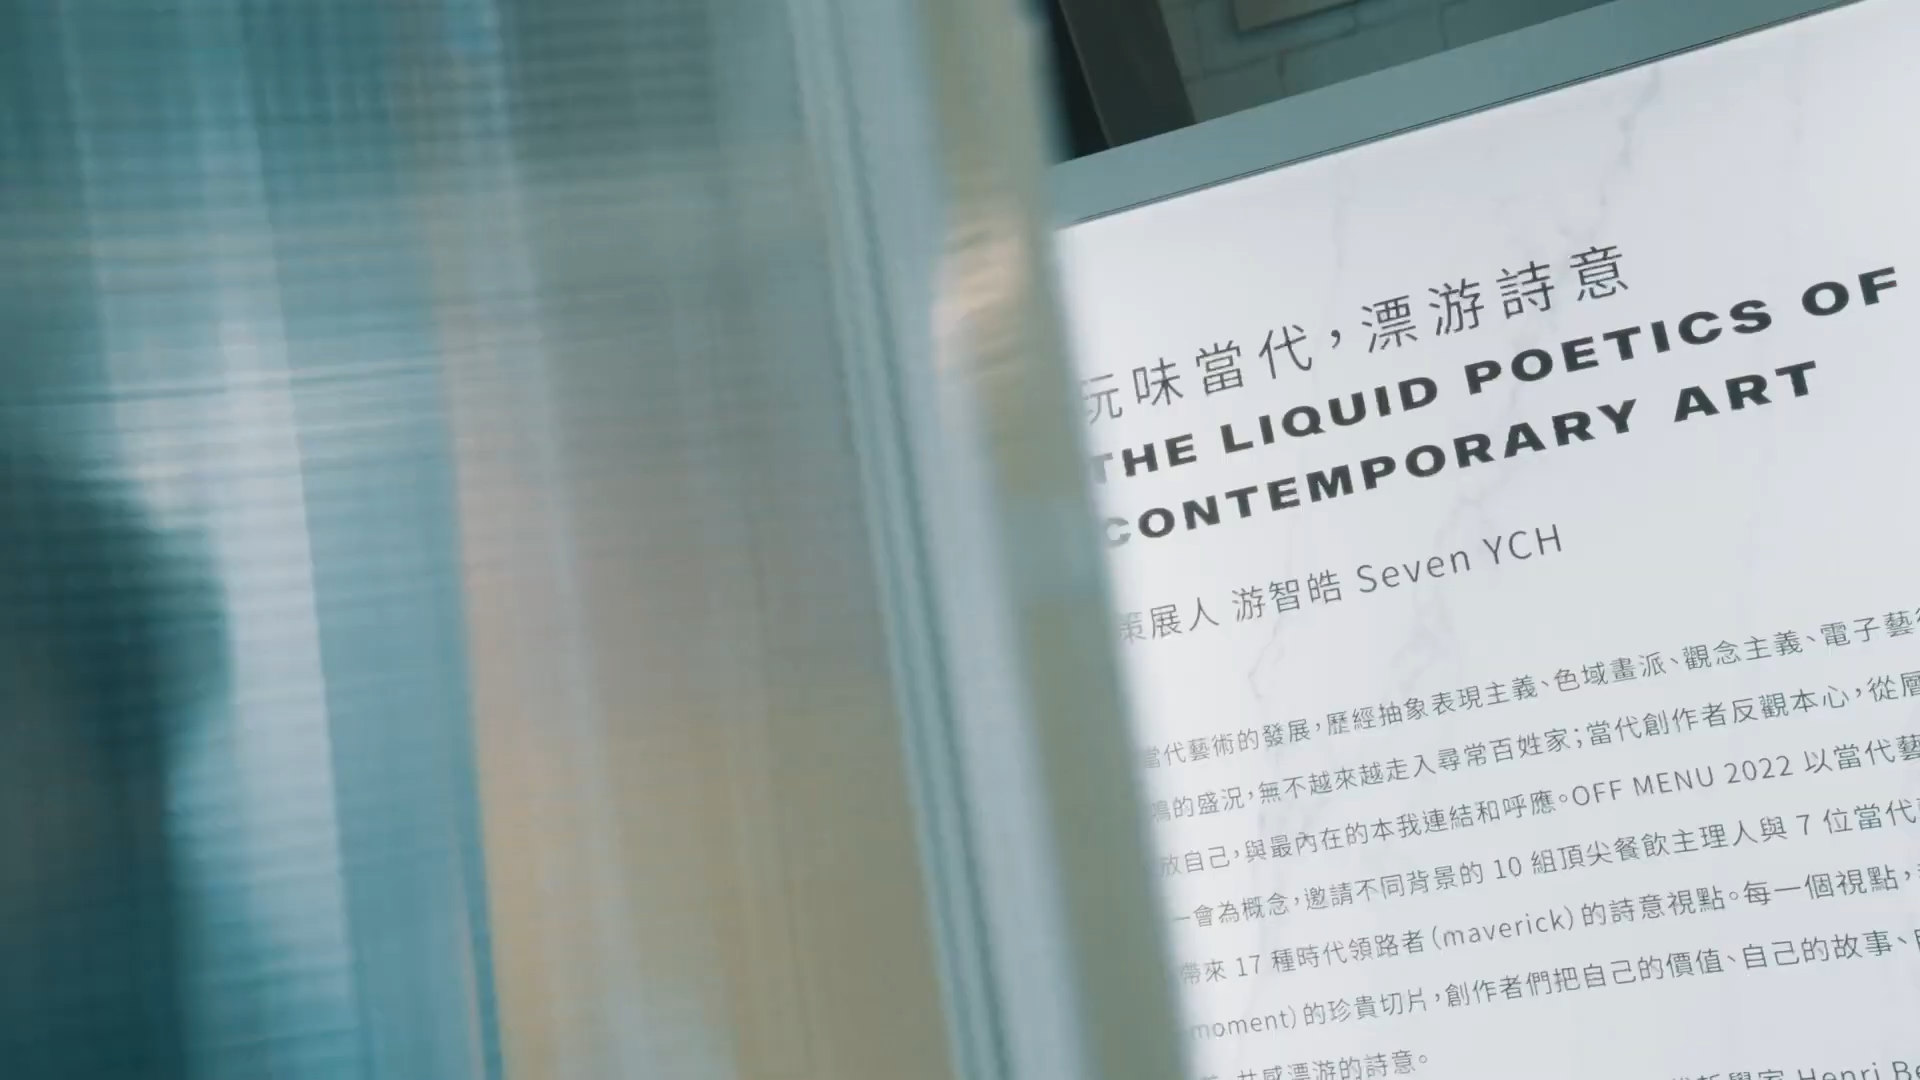 玩味當代，漂游詩意
THE LIQUID POETICS OF
CONTEMPORARY ART
策展人 游智皓 Seven YCH
當代藝術的發展，歷經抽象表現主義、色域畫派、觀念主義、電子藝
鳴的盛況，無不越來越走入尋常百姓家；當代創作者反觀本心，從層
放自己，與最內在的本我連結和呼應。OFF MENU 2022 以當代藝
一會為概念，邀請不同背景的 10 組頂尖餐飲主理人與 7 位當代
帶來 17 種時代領路者（maverick）的詩意視點。每一個視點，
moment）的珍貴切片，創作者們把自己的價值、自己的故事、
共感漂游的詩意。
學家 Henri